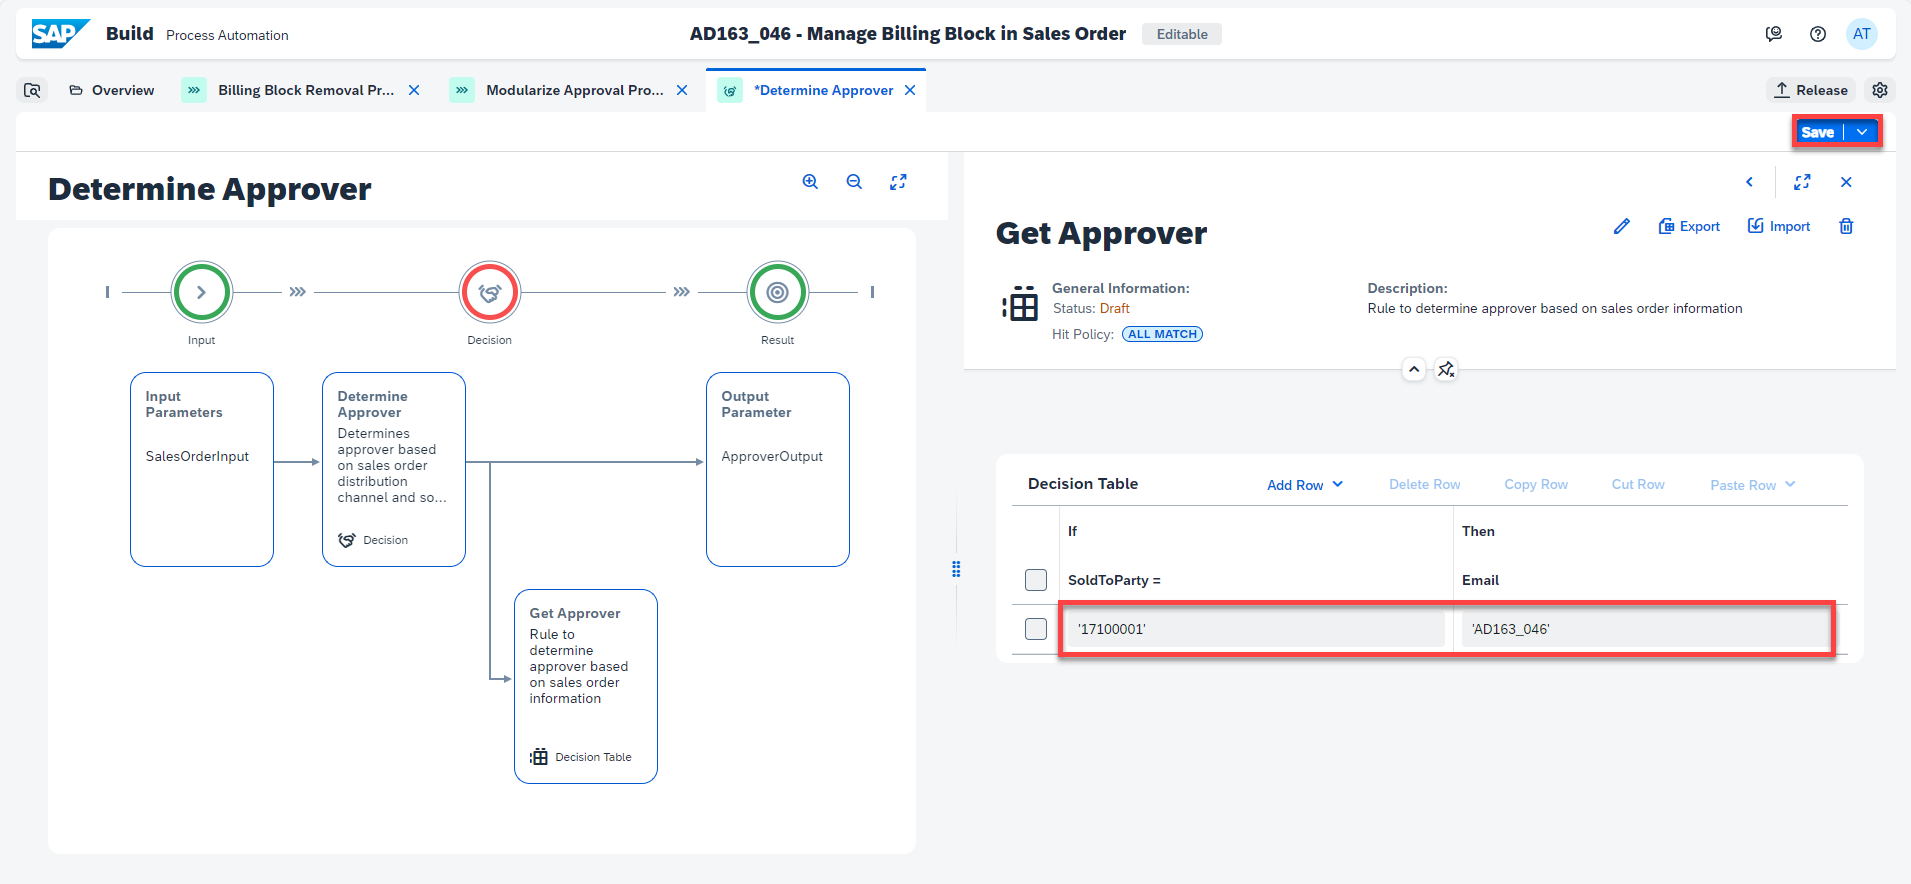 SAP Build Process Automation
AD163_046 - Manage Billing Block in Sales Order Editable
AT
Overview
Billing Block Removal Pr...
Modularize Approval Pro...
*Determine Approver
Release
Save
Determine Approver
Get Approver
Export
Import
General Information:
Status: Draft
Hit Policy: ALL MATCH
Description:
Rule to determine approver based on sales order information
Input
Decision
Result
Input
Parameters
SalesOrderInput
Determine
Approver
Determines
approver based
on sales order
distribution
channel and so...
Decision
Output
Parameter
ApproverOutput
Get Approver
Rule to
determine
approver based
on sales order
information
Decision Table
Decision Table
Add Row
Delete Row
Copy Row
Cut Row
Paste Row
If
Then
SoldToParty =
Email
'17100001'
'AD163_046'